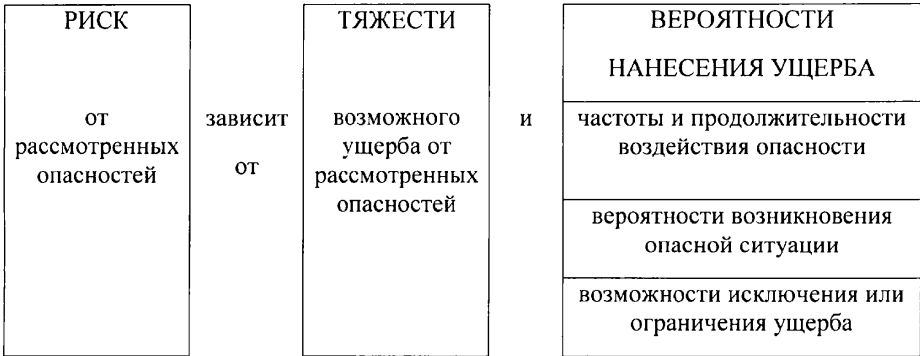 РИСК
от
рассмотренных
опасностей
зависит
от
ТЯЖЕСТИ
возможного
ущерба от
рассмотренных
опасностей
и
ВЕРОЯТНОСТИ
НАНЕСЕНИЯ УЩЕРБА
частоты и продолжительности
воздействия опасности
вероятности возникновения
опасной ситуации
возможности исключения или
ограничения ущерба